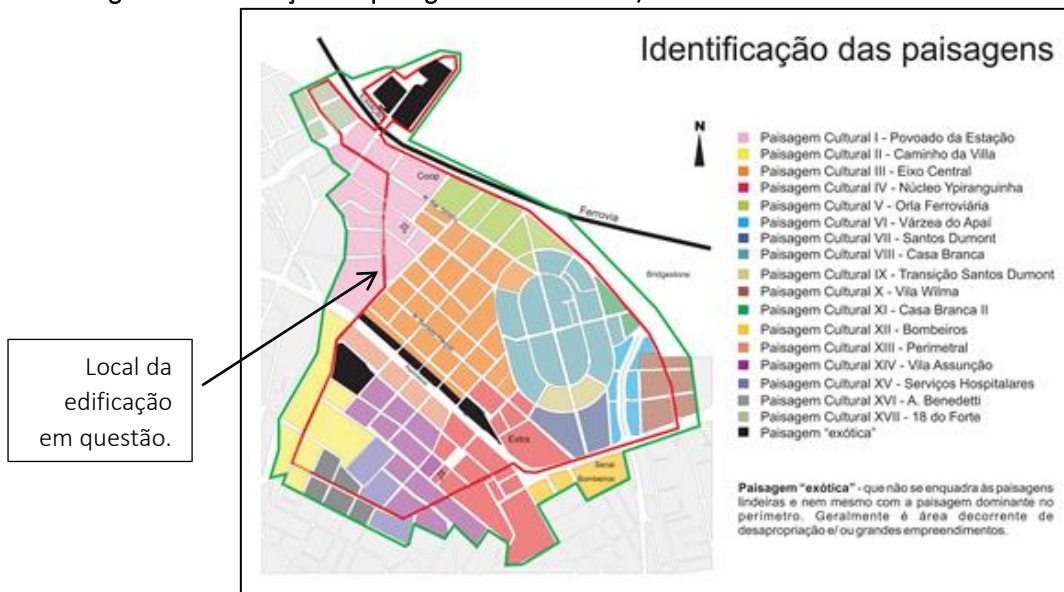 Identificação das paisagens
N
Paisagem Cultural I - Povoado da Estação
Paisagem Cultural II - Caminho da Villa
Paisagem Cultural III - Eixo Central
Paisagem Cultural IV - Núcleo Ypiranguinha
Paisagem Cultural V - Orla Ferroviária
Paisagem Cultural VI - Várzea do Apaí
Paisagem Cultural VII - Santos Dumont
Paisagem Cultural VIII - Casa Branca
Paisagem Cultural IX - Transição Santos Dumont
Paisagem Cultural X - Vila Wilma
Paisagem Cultural XI - Casa Branca II
Paisagem Cultural XII - Bombeiros
Paisagem Cultural XIII - Perimetral
Paisagem Cultural XIV - Vila Assunção
Paisagem Cultural XV - Serviços Hospitalares
Paisagem Cultural XVI - A. Benedetti
Paisagem Cultural XVII - 18 do Forte
Paisagem "exótica"
Paisagem "exótica" - que não se enquadra às paisagens
lindeiras e nem mesmo com a paisagem dominante no
perímetro. Geralmente é área decorrente de
desapropriação e/ ou grandes empreendimentos.
Coop
Ferrovia
Bridgestone
Extra
Senai
Bombeiros
Local da
edificação
em questão.